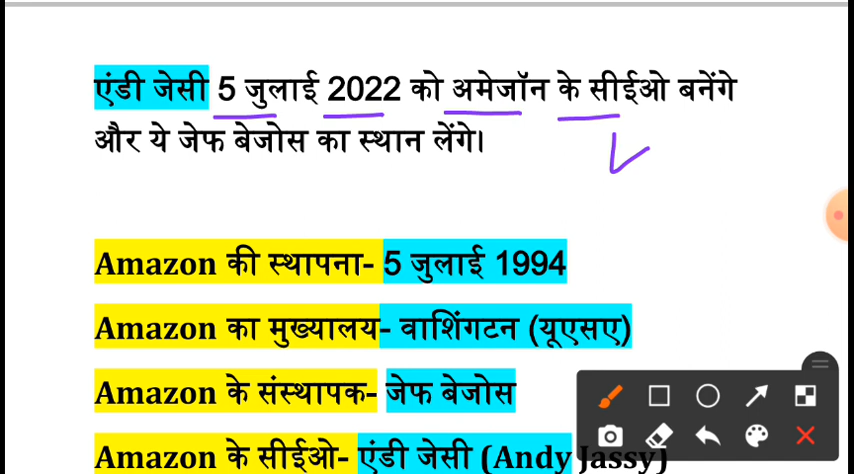 एंडी जेसी 5 जुलाई 2022 को अमेजॉन के सीईओ बनेंगे
और ये जेफ बेजोस का स्थान लेंगे।
Amazon की स्थापना- 5 जुलाई 1994
Amazon का मुख्यालय- वाशिंगटन (यूएसए)
Amazon के संस्थापक- जेफ बेजोस
Amazon के सीईओ- एंडी जेसी (Andy Jassy)